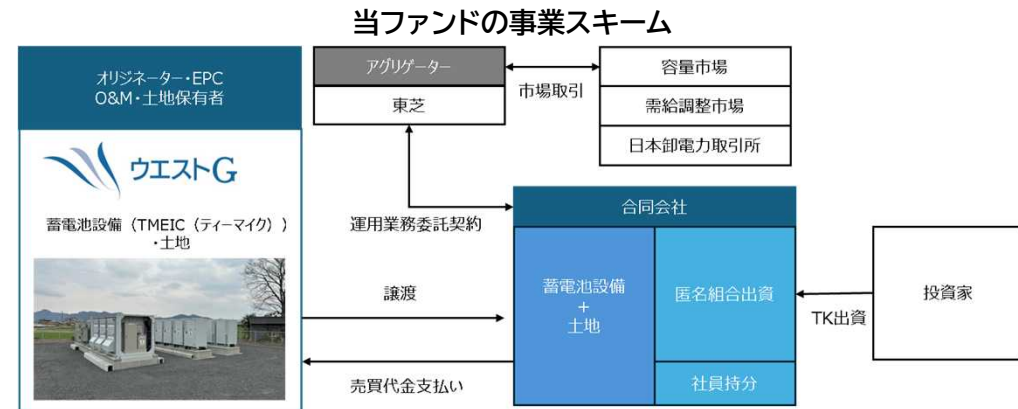 当ファンドの事業スキーム
オリジネーター・EPC
O&M・土地保有者
ウエストG
蓄電池設備（TMEIC（ティーマイク））
・土地
アグリゲーター
東芝
市場取引
容量市場
需給調整市場
日本卸電力取引所
運用業務委託契約
譲渡
売買代金支払い
合同会社
蓄電池設備
+
土地
匿名組合出資
社員持分
TK出資
投資家